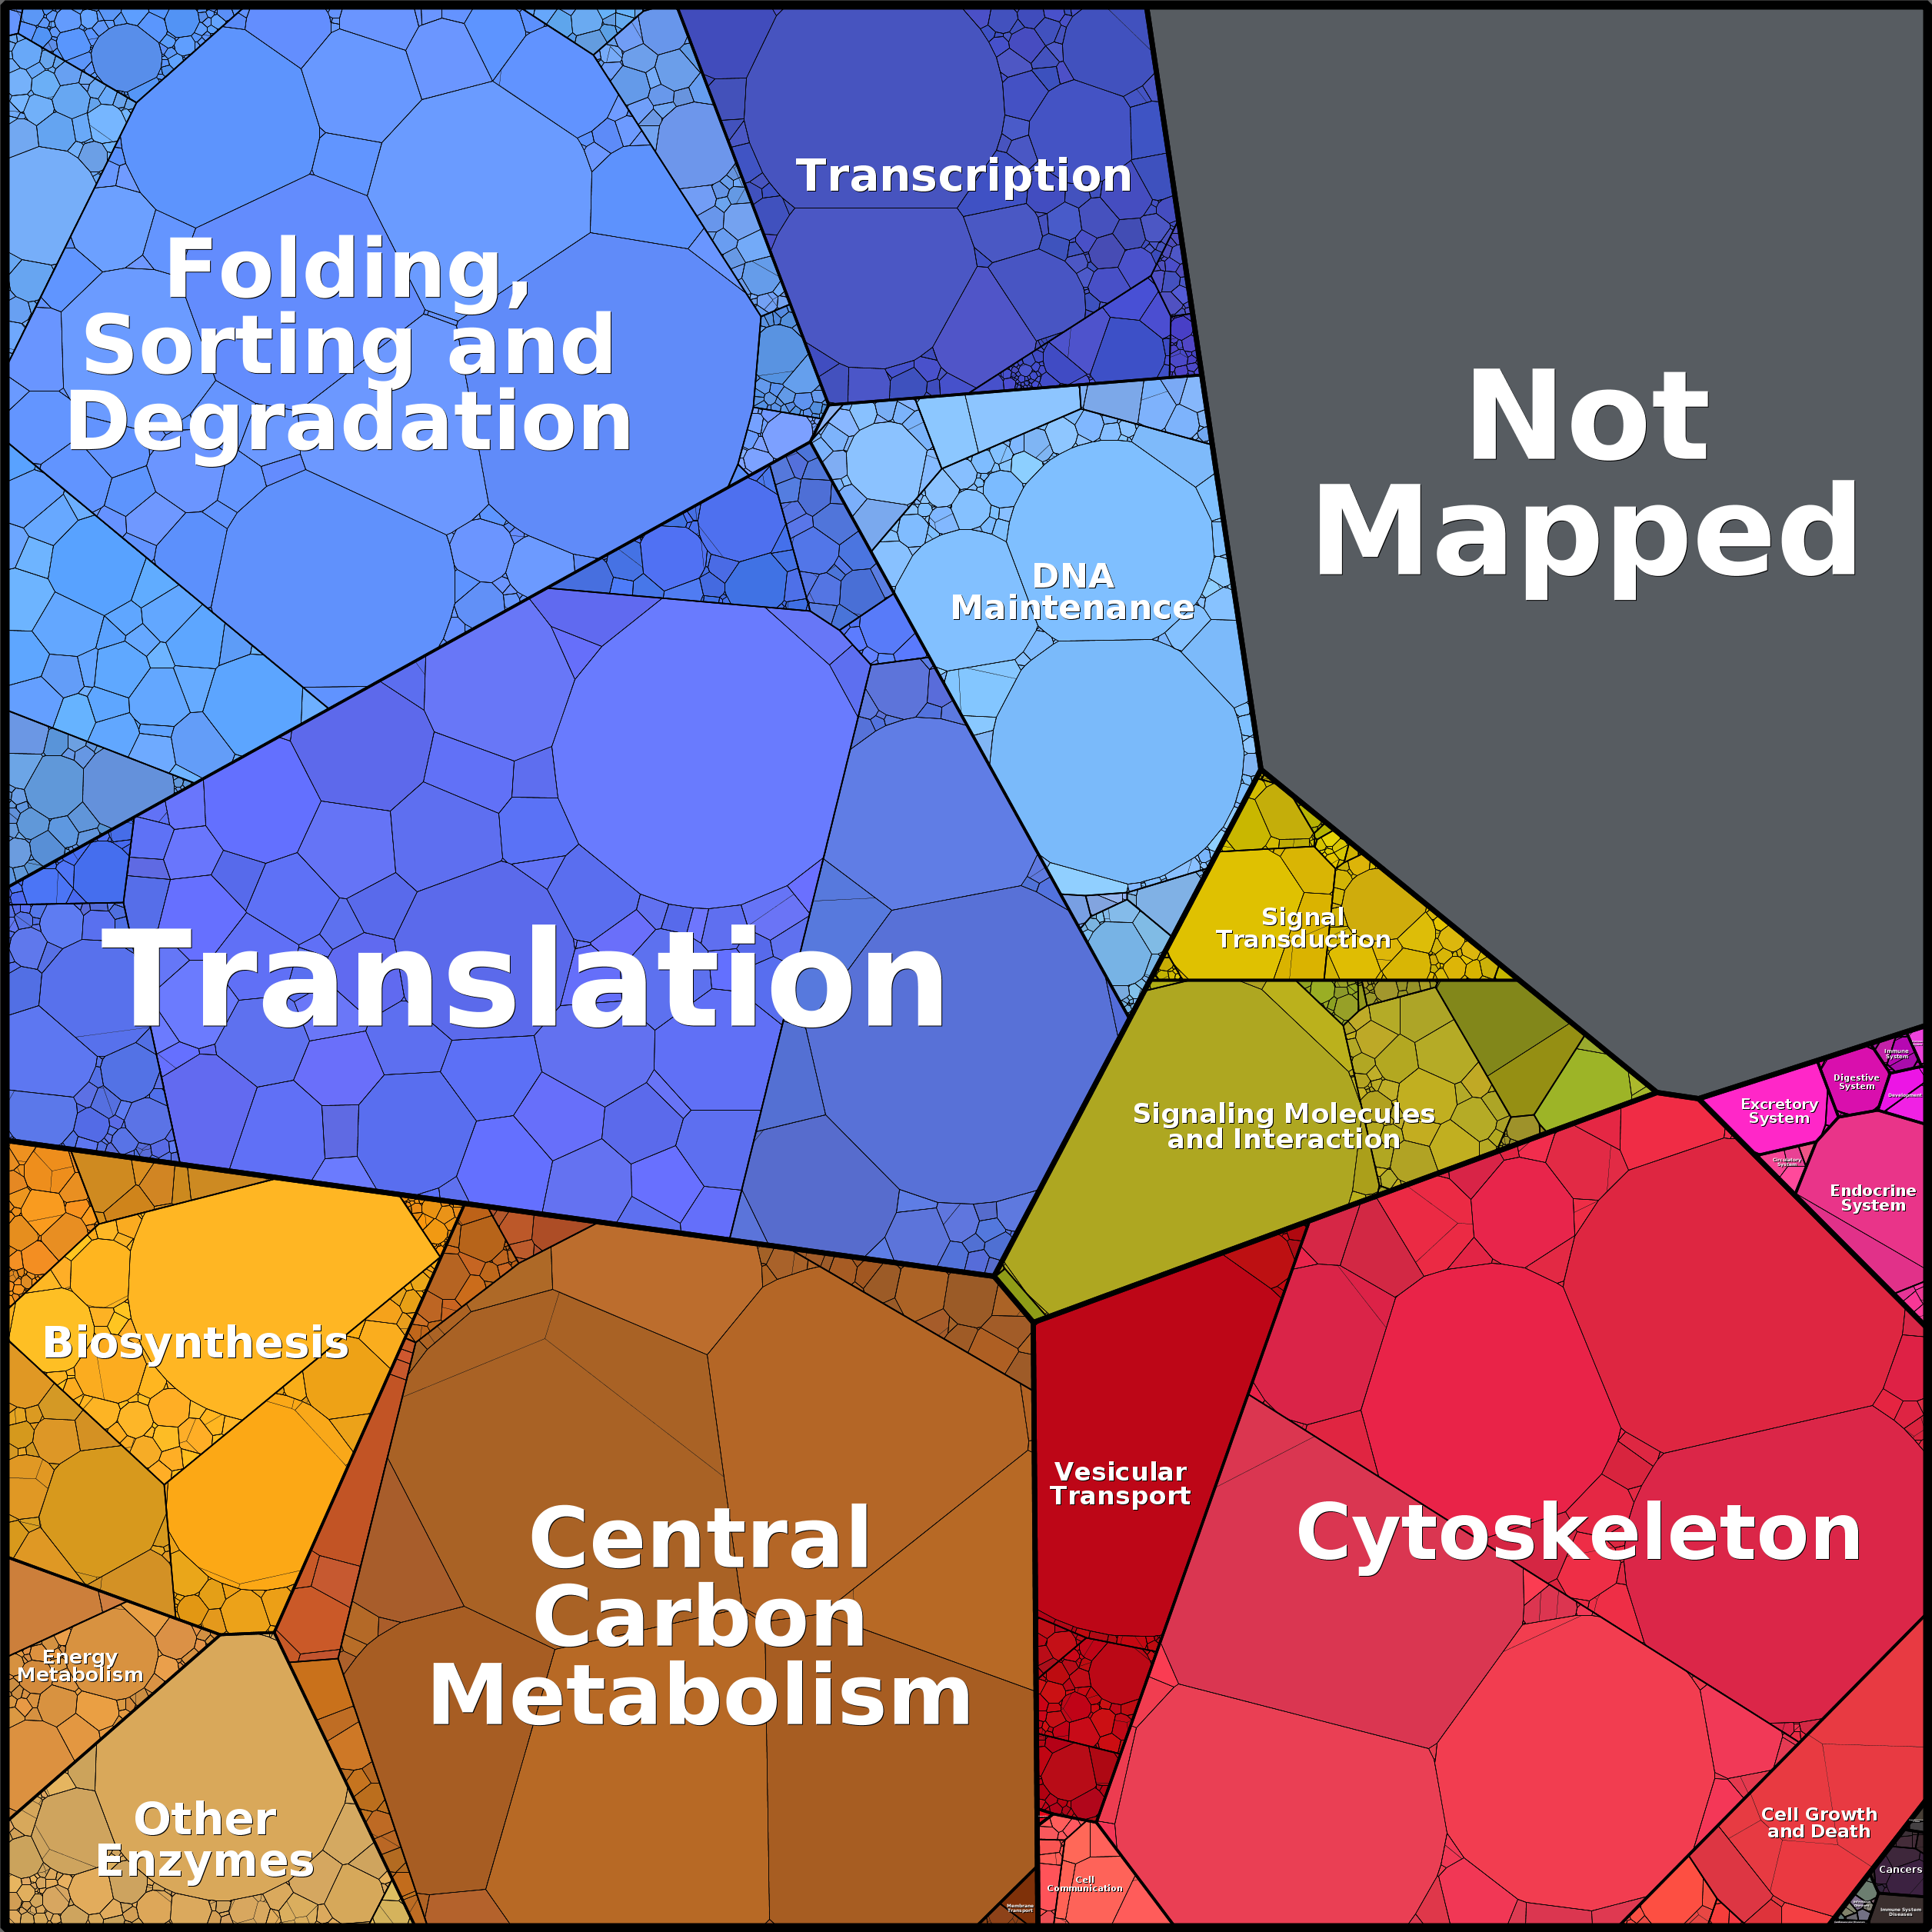 Transcription
Folding,
Sorting and
Degradation
Not
Mapped
DNA
Maintenance
Translation
Signal
Transduction
Signaling Molecules
and Interaction
Immune
System
Digestive
System
Development
Excretory
System
Circulatory
System
Endocrine
System
Biosynthesis
Vesicular
Transport
Cytoskeleton
Central
Carbon
Metabolism
Energy
Metabolism
Other
Enzymes
Cell Growth
and Death
Cell
Communication
Cancers
Membrane
Transport
Immune System
Diseases